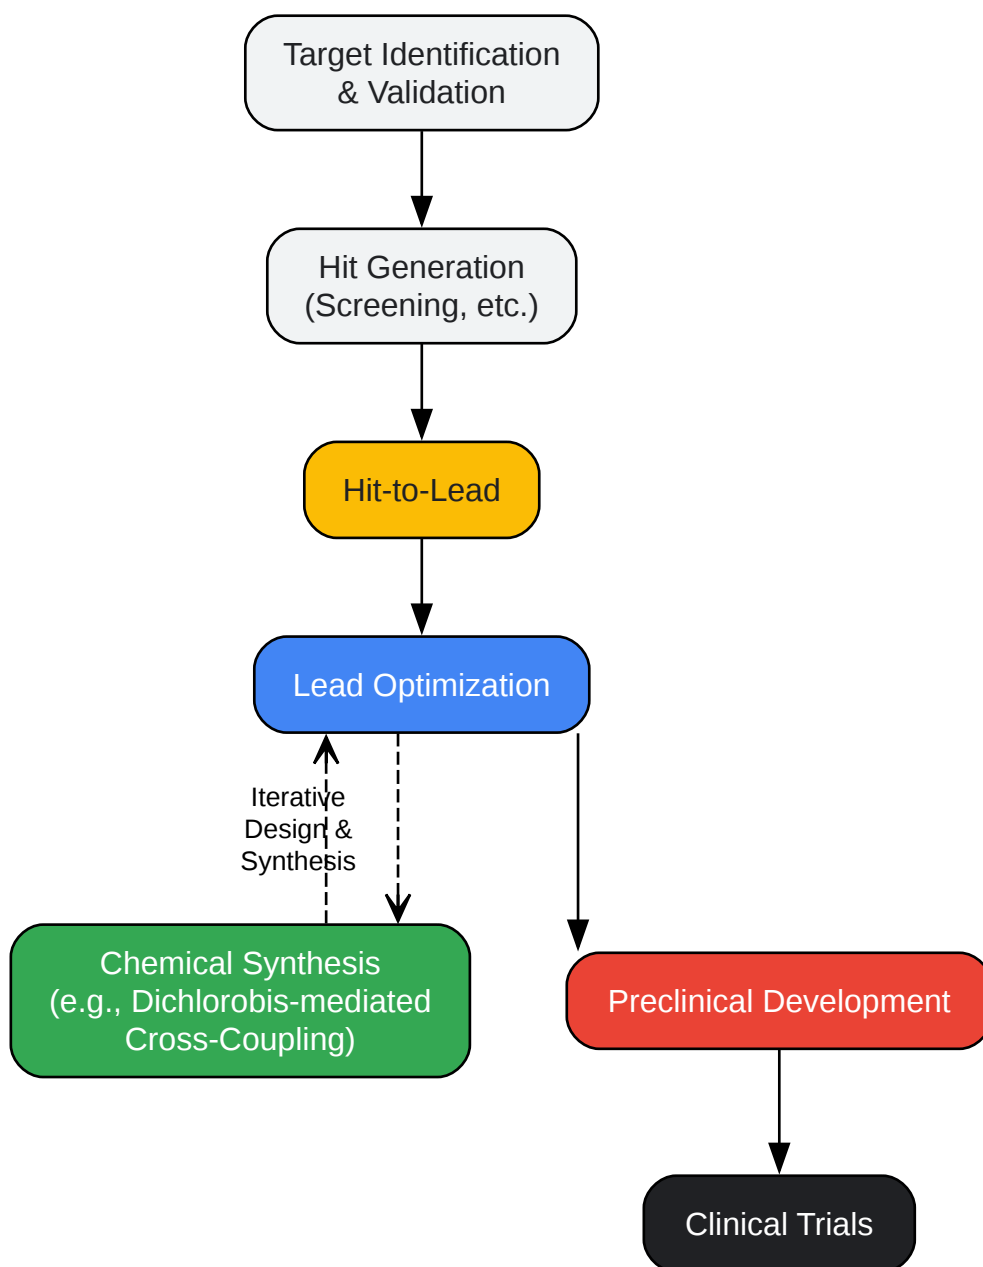 Target Identification
& Validation
Hit Generation
(Screening, etc.)
Hit-to-Lead
Lead Optimization
Iterative
Design &
Synthesis
Chemical Synthesis
(e.g., Dichlorobis-mediated
Cross-Coupling)
Preclinical Development
Clinical Trials